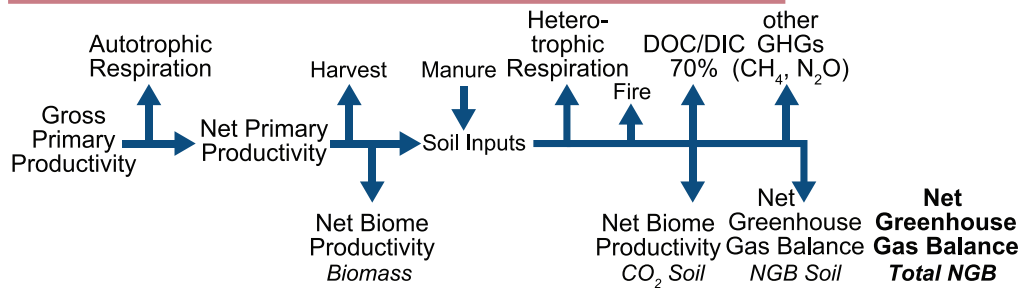 Autotrophic
Respiration
Harvest
Manure
Hetero-
trophic
Respiration
Fire
DOC/DIC
70%
other
GHGs
(CH₄, N₂O)
Gross
Primary
Productivity
Net Primary
Productivity
Soil Inputs
Net Biome
Productivity
Biomass
Net Biome
Productivity
CO₂ Soil
Net
Greenhouse
Gas Balance
NGB Soil
Net
Greenhouse
Gas Balance
Total NGB